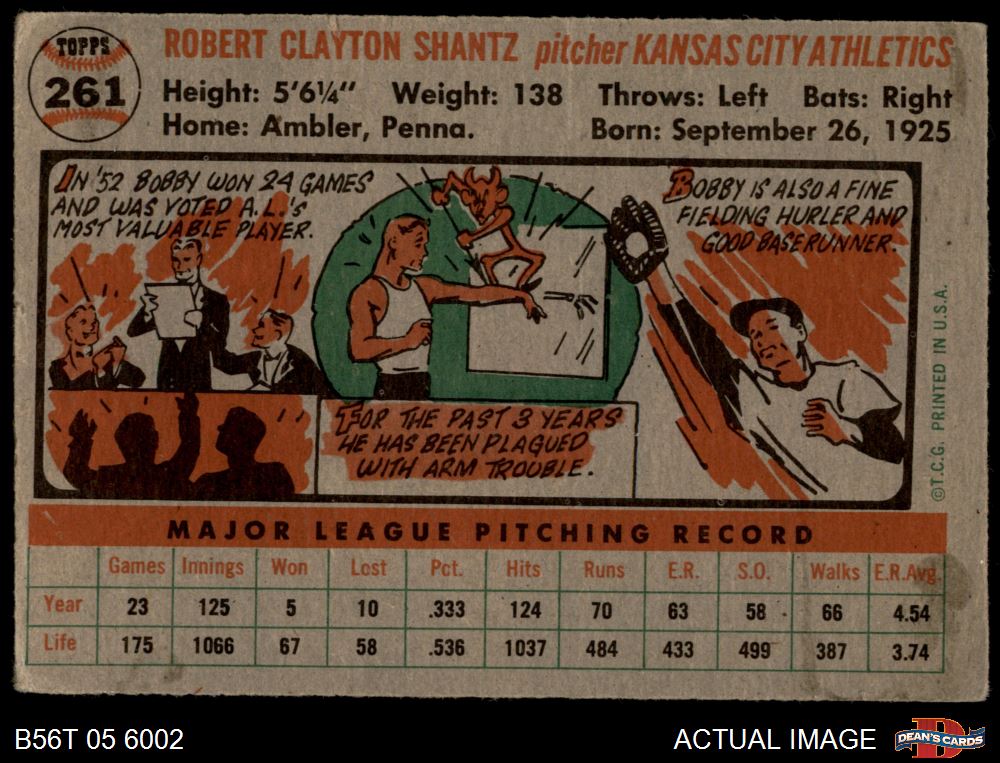 TOPPS
261
ROBERT CLAYTON SHANTZ pitcher KANSAS CITY ATHLETICS
Height: 5'6¼" Weight: 138 Throws: Left Bats: Right
Home: Ambler, Penna. Born: September 26, 1925
IN '52 BOBBY WON 24 GAMES
AND WAS VOTED A.L.'S
MOST VALUABLE PLAYER.
FOR THE PAST 3 YEARS
HE HAS BEEN PLAGUED
WITH ARM TROUBLE.
BOBBY IS ALSO A FINE
FIELDING HURLER AND
GOOD BASERUNNER.
©T.C.G. PRINTED IN U.S.A.
MAJOR LEAGUE PITCHING RECORD
Games Innings Won Lost Pct. Hits Runs E.R. S.O. Walks E.R.Avg.
Year 23 125 5 10 .333 124 70 63 58 66 4.54
Life 175 1066 67 58 .536 1037 484 433 499 387 3.74
B56T 05 6002 ACTUAL IMAGE DEAN'S CARDS